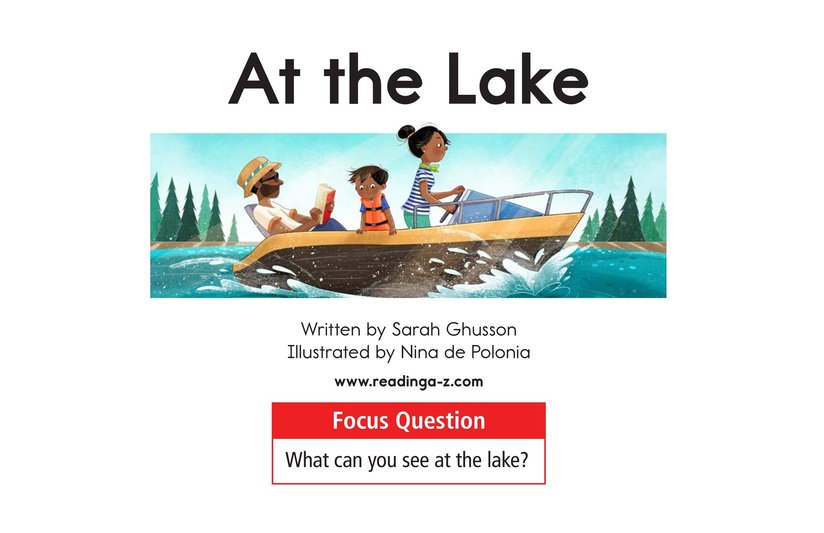 At the Lake
Written by Sarah Ghusson
Illustrated by Nina de Polonia
www.readinga-z.com
Focus Question
What can you see at the lake?